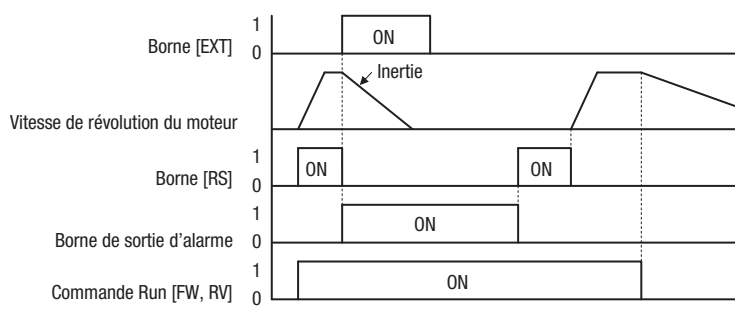 1
Borne [EXT]
0
ON
Inertie
Vitesse de révolution du moteur
1
Borne [RS]
0
ON
ON
1
Borne de sortie d’alarme
0
ON
1
Commande Run [FW, RV]
0
ON